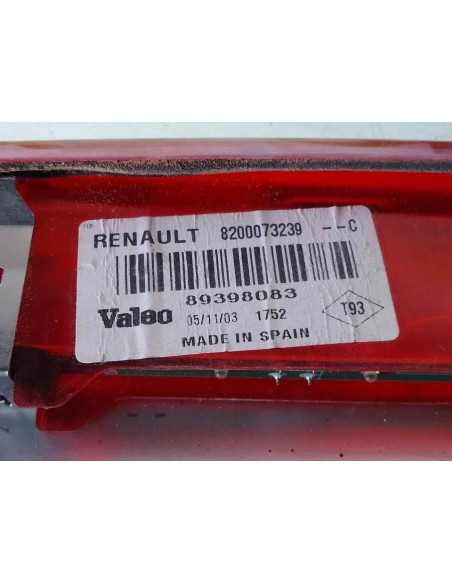 RENAULT 8200073239 --C
89398083
Valeo 05/11/03 1752 T93
MADE IN SPAIN